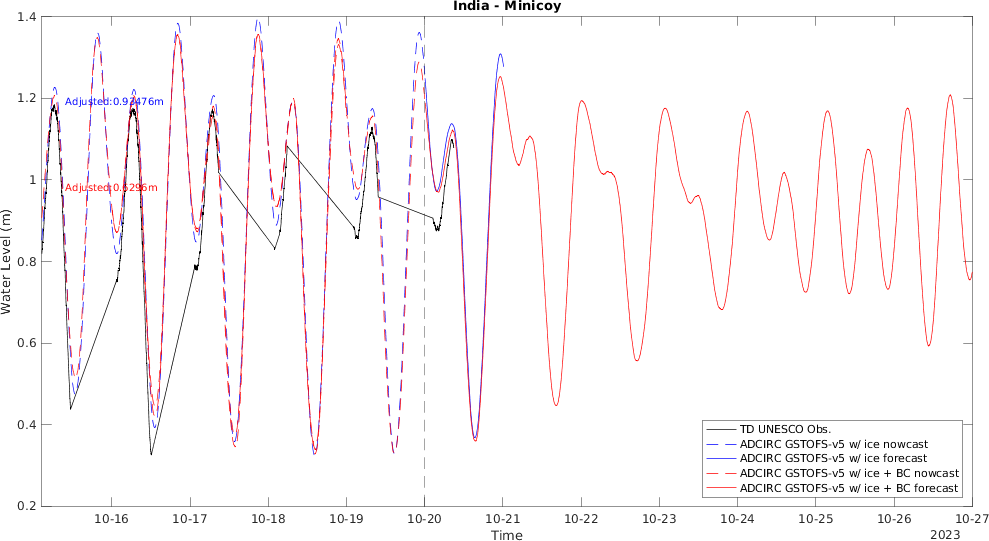 India - Minicoy
1.4
1.2
1
0.8
0.6
0.4
0.2
Water Level (m)
Adjusted:0.92476m
Adjusted:0.6296m
TD UNESCO Obs.
ADCIRC GSTOFS-v5 w/ ice nowcast
ADCIRC GSTOFS-v5 w/ ice forecast
ADCIRC GSTOFS-v5 w/ ice + BC nowcast
ADCIRC GSTOFS-v5 w/ ice + BC forecast
10-16 10-17 10-18 10-19 10-20 10-21 10-22 10-23 10-24 10-25 10-26 10-27
Time
2023